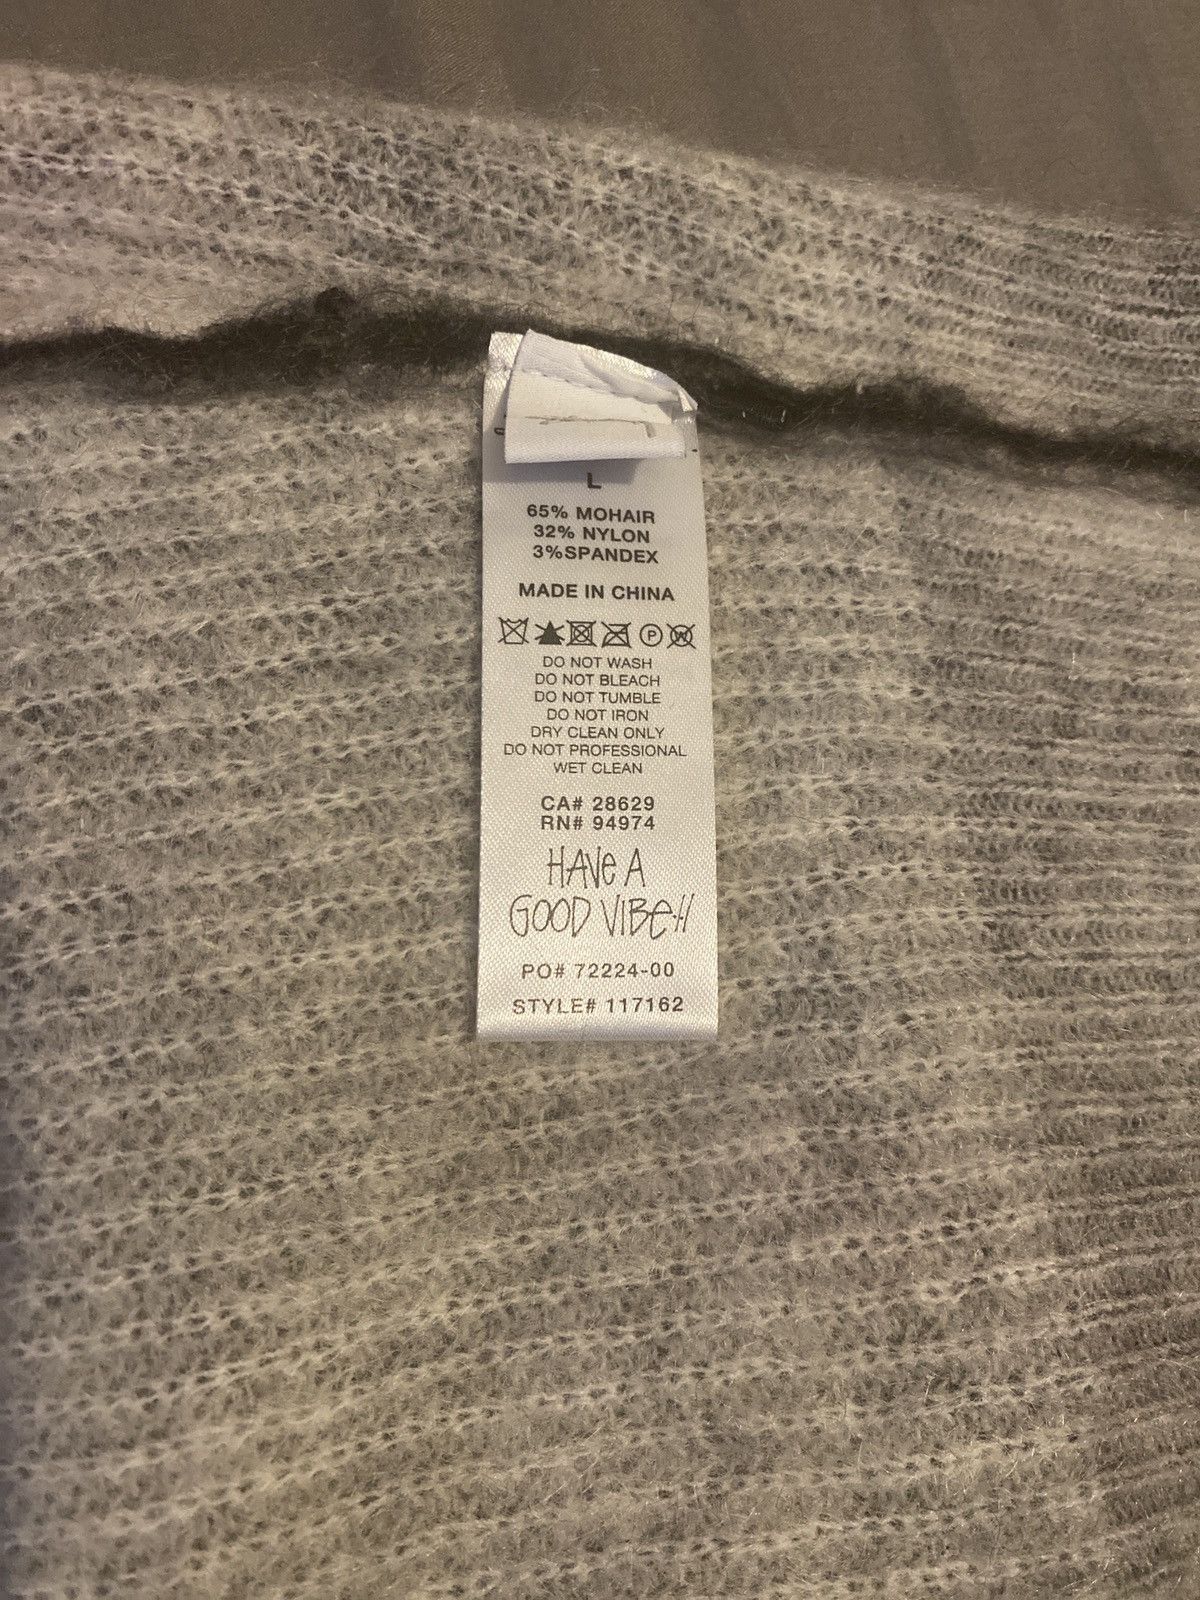 L
65% MOHAIR
32% NYLON
3%SPANDEX
MADE IN CHINA
P W
DO NOT WASH
DO NOT BLEACH
DO NOT TUMBLE
DO NOT IRON
DRY CLEAN ONLY
DO NOT PROFESSIONAL
WET CLEAN
CA# 28629
RN# 94974
HAVE A
GOOD VIBE!!
PO# 72224-00
STYLE# 117162